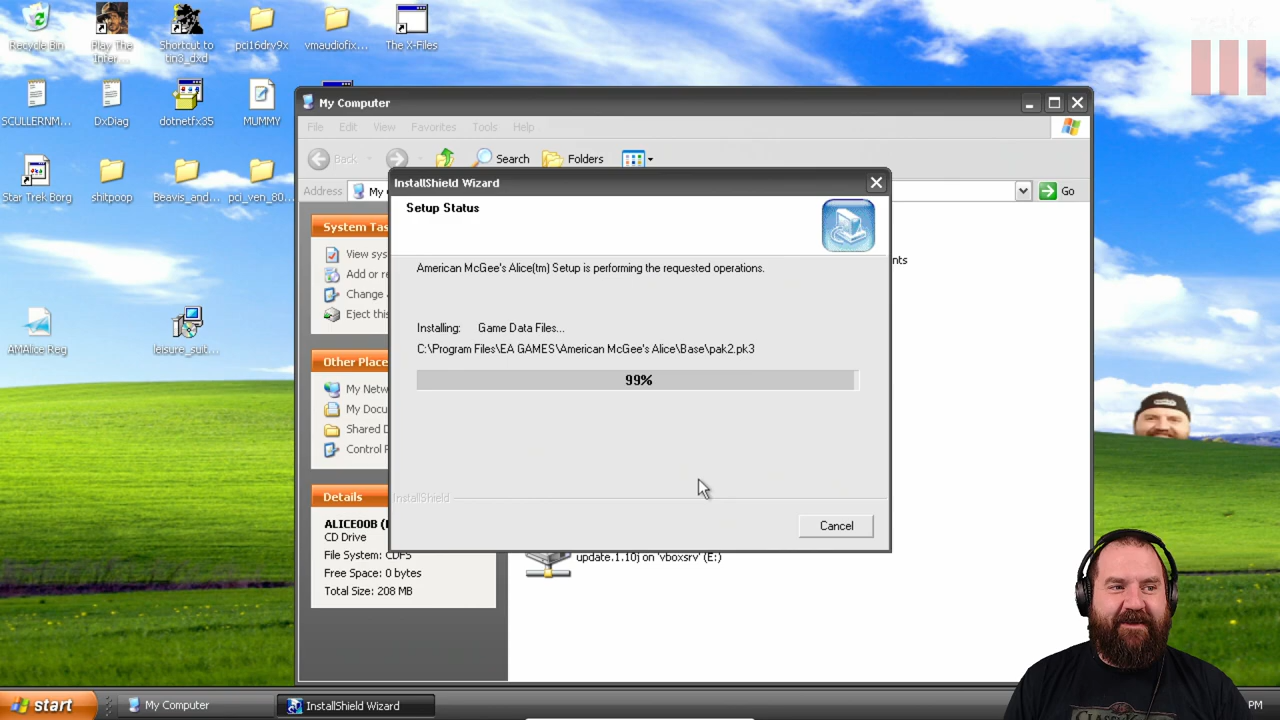 Recycle Bin
Play The Infer...
Shortcut to tin3_dxd
pci16drv9x
vmaudiofix...
The X-Files
SCULLERNM...
DxDiag
dotnetfx35
MUMMY
Star Trek Borg
shitpoop
Beavis_and...
pci_ven_80...
AMAlice Reg
leisure_suit...
My Computer
File Edit View Favorites Tools Help
Back Search Folders
Address My Go
InstallShield Wizard
Setup Status
American McGee's Alice(tm) Setup is performing the requested operations.
Installing: Game Data Files...
C:\Program Files\EA GAMES\American McGee's Alice\Base\pak2.pk3
99%
InstallShield
Cancel
System Tas
View sys
Add or re
Change
Eject this
Other Place
My Netw
My Docu
Shared D
Control P
Details
ALICE00B (
CD Drive
File System: CDFS
Free Space: 0 bytes
Total Size: 208 MB
nts
update.1.10j on 'vboxsrv' (E:)
start
My Computer
InstallShield Wizard
PM